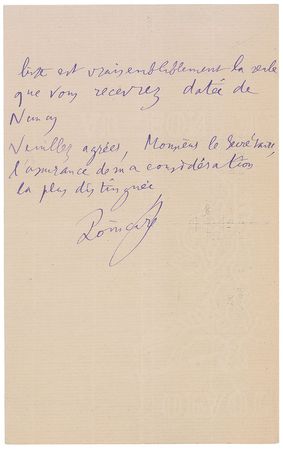 lettre est vraisemblablement la seule
que vous recevrez datée de
Nancy
Veuillez agréer, Monsieur le Secrétaire,
l'assurance de ma considération
la plus distinguée
Poincaré